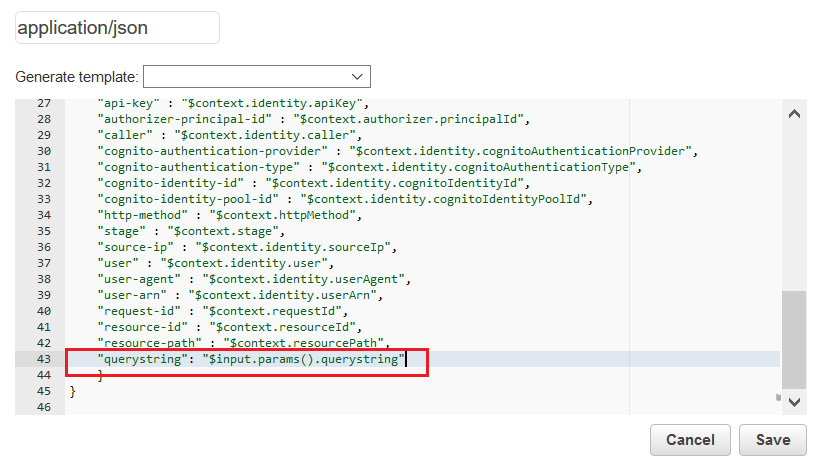 application/json
Generate template:
27 "api-key" : "$context.identity.apiKey",
28 "authorizer-principal-id" : "$context.authorizer.principalId",
29 "caller" : "$context.identity.caller",
30 "cognito-authentication-provider" : "$context.identity.cognitoAuthenticationProvider",
31 "cognito-authentication-type" : "$context.identity.cognitoAuthenticationType",
32 "cognito-identity-id" : "$context.identity.cognitoIdentityId",
33 "cognito-identity-pool-id" : "$context.identity.cognitoIdentityPoolId",
34 "http-method" : "$context.httpMethod",
35 "stage" : "$context.stage",
36 "source-ip" : "$context.identity.sourceIp",
37 "user" : "$context.identity.user",
38 "user-agent" : "$context.identity.userAgent",
39 "user-arn" : "$context.identity.userArn",
40 "request-id" : "$context.requestId",
41 "resource-id" : "$context.resourceId",
42 "resource-path" : "$context.resourcePath",
43 "querystring": "$input.params().querystring"
44 }
45 }
46
Cancel Save